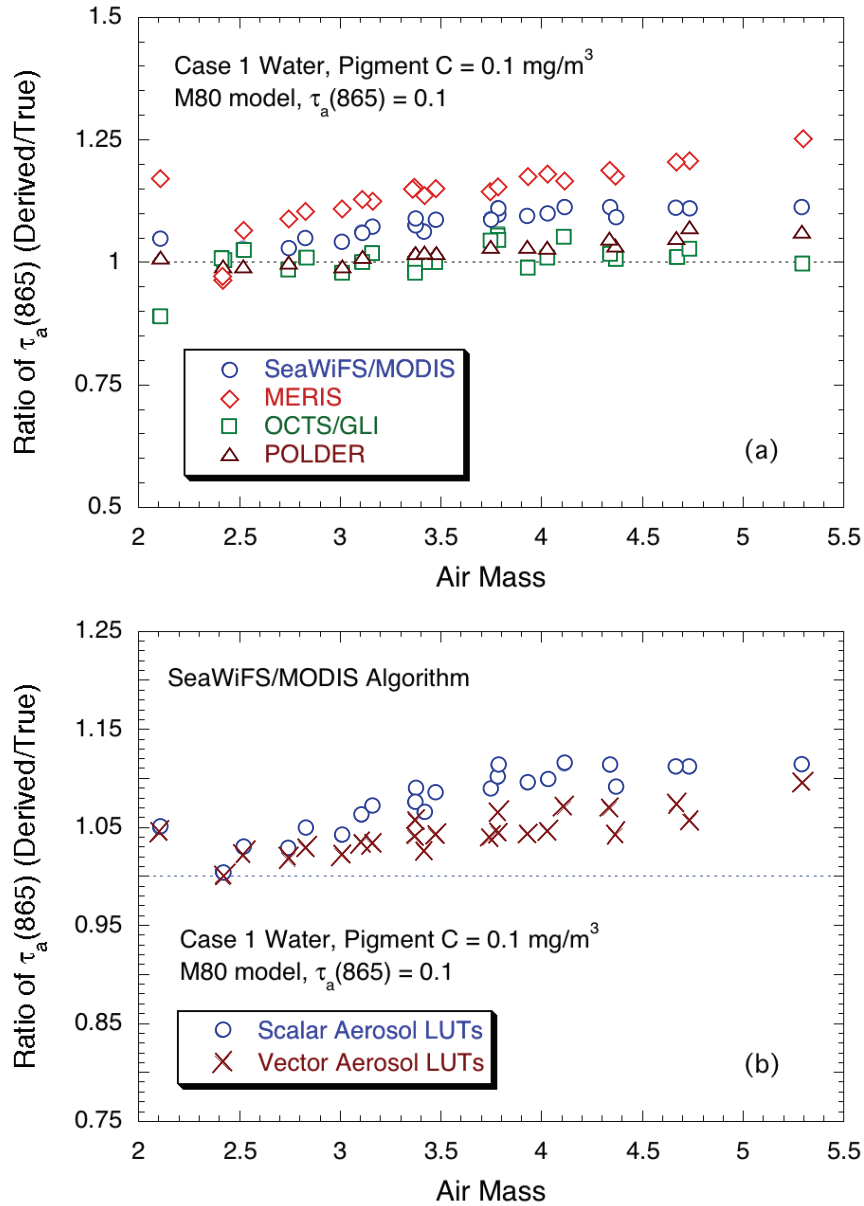 1.5
Case 1 Water, Pigment C = 0.1 mg/m³
M80 model, τₐ(865) = 0.1
1.25
1
0.75
0.5
Ratio of τₐ(865) (Derived/True)
SeaWiFS/MODIS
MERIS
OCTS/GLI
POLDER
(a)
2 2.5 3 3.5 4 4.5 5 5.5
Air Mass
1.25
SeaWiFS/MODIS Algorithm
1.15
1.05
0.95
0.85
0.75
Ratio of τₐ(865) (Derived/True)
Case 1 Water, Pigment C = 0.1 mg/m³
M80 model, τₐ(865) = 0.1
Scalar Aerosol LUTs
Vector Aerosol LUTs
(b)
2 2.5 3 3.5 4 4.5 5 5.5
Air Mass